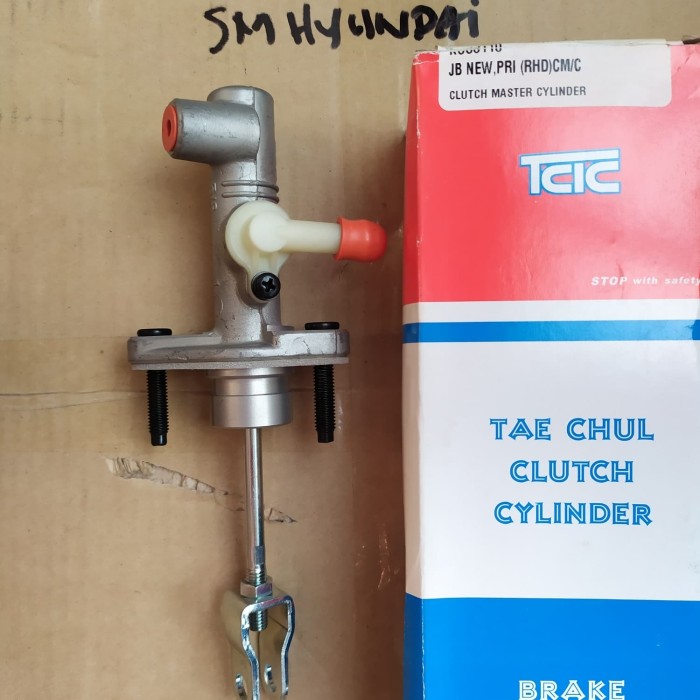 SM HYUNDAi
JB NEW,PRI (RHD)CM/C
CLUTCH MASTER CYLINDER
TCIC
STOP with safety
TAE CHUL
CLUTCH
CYLINDER
BRAKE